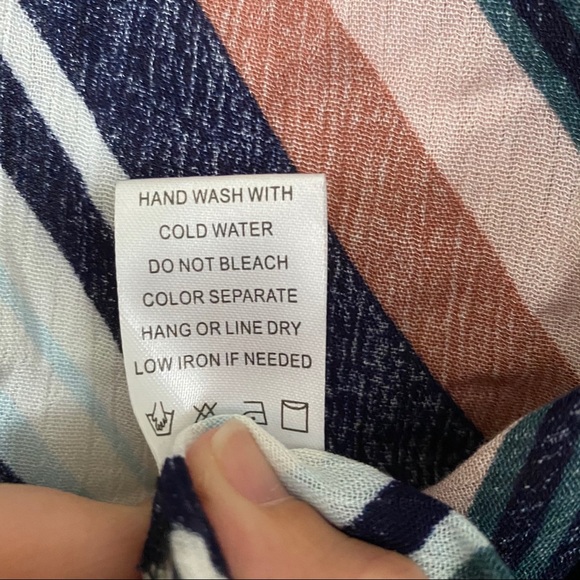 HAND WASH WITH
COLD WATER
DO NOT BLEACH
COLOR SEPARATE
HANG OR LINE DRY
LOW IRON IF NEEDED